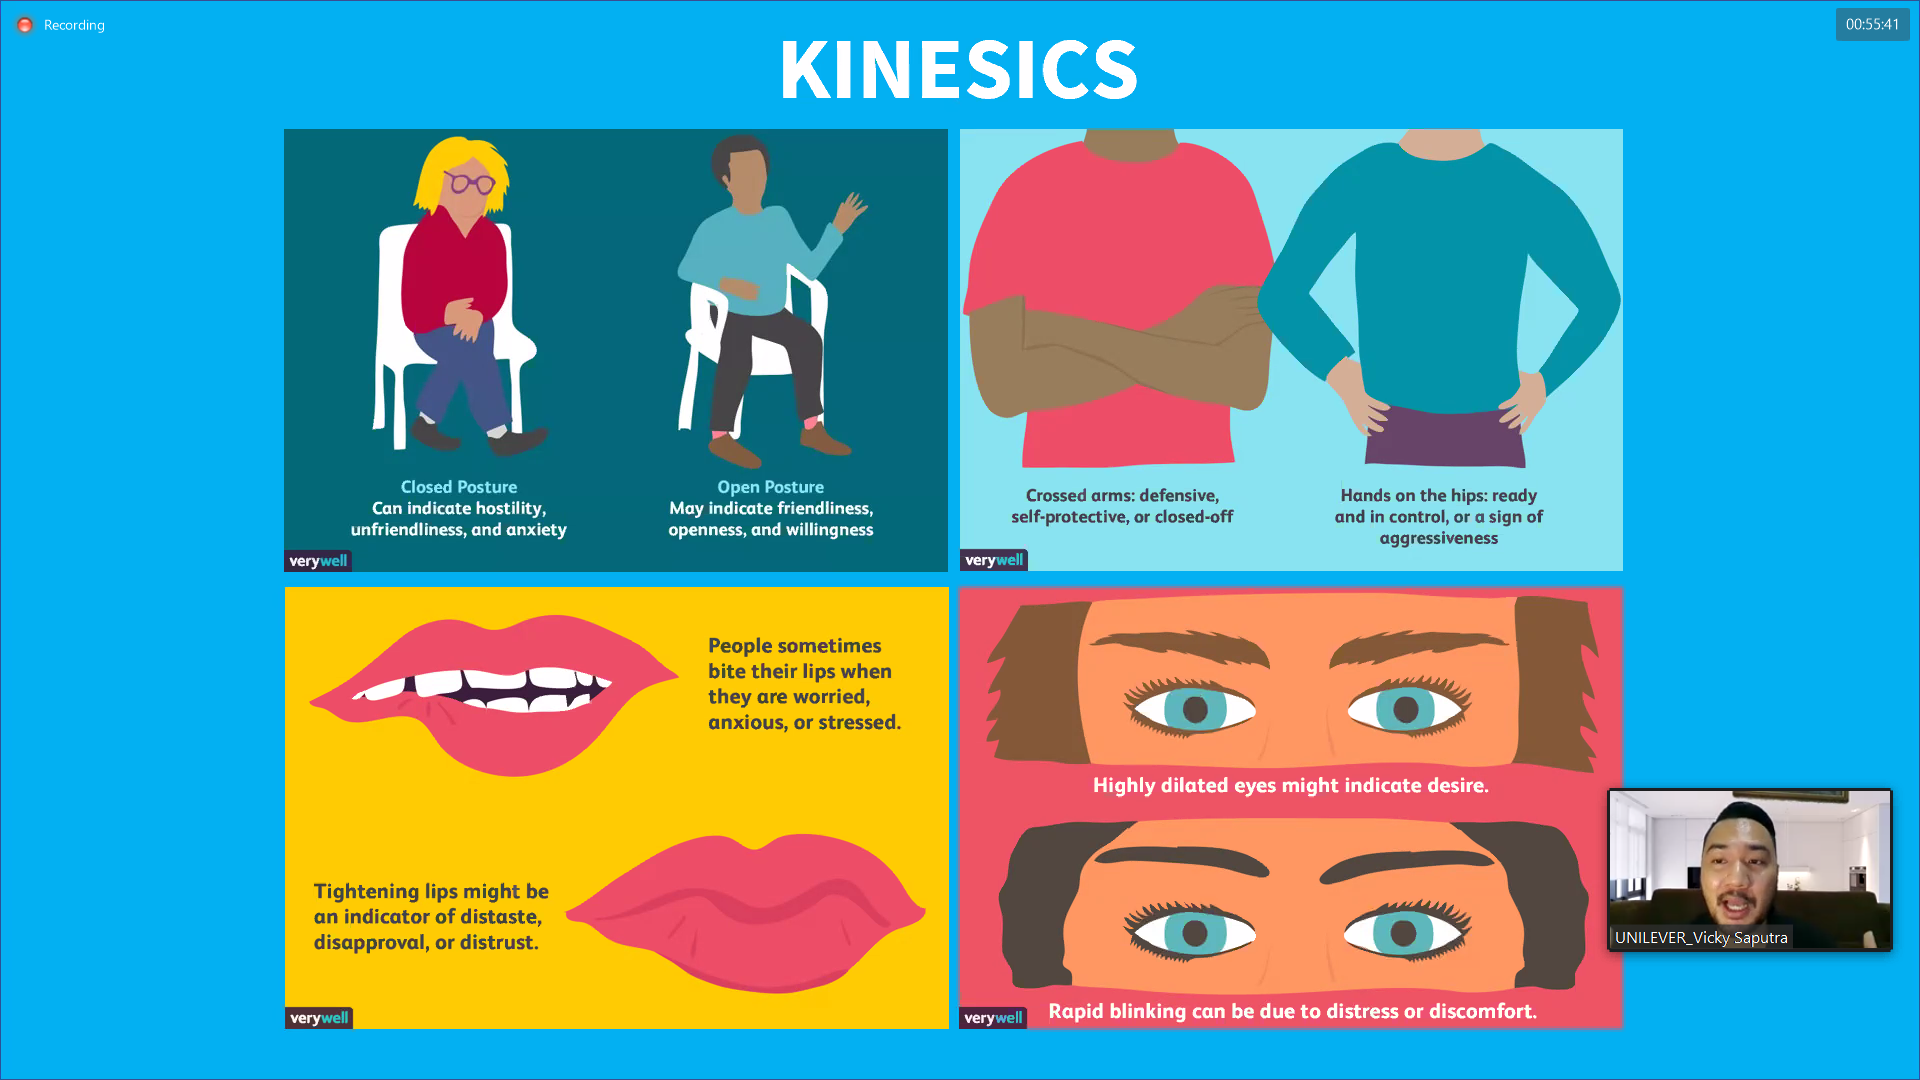 Recording
00:55:41
KINESICS
Closed Posture
Can indicate hostility,
unfriendliness, and anxiety
Open Posture
May indicate friendliness,
openness, and willingness
verywell
Crossed arms: defensive,
self-protective, or closed-off
Hands on the hips: ready
and in control, or a sign of
aggressiveness
verywell
People sometimes
bite their lips when
they are worried,
anxious, or stressed.
Tightening lips might be
an indicator of distaste,
disapproval, or distrust.
verywell
Highly dilated eyes might indicate desire.
Rapid blinking can be due to distress or discomfort.
verywell
UNILEVER_Vicky Saputra